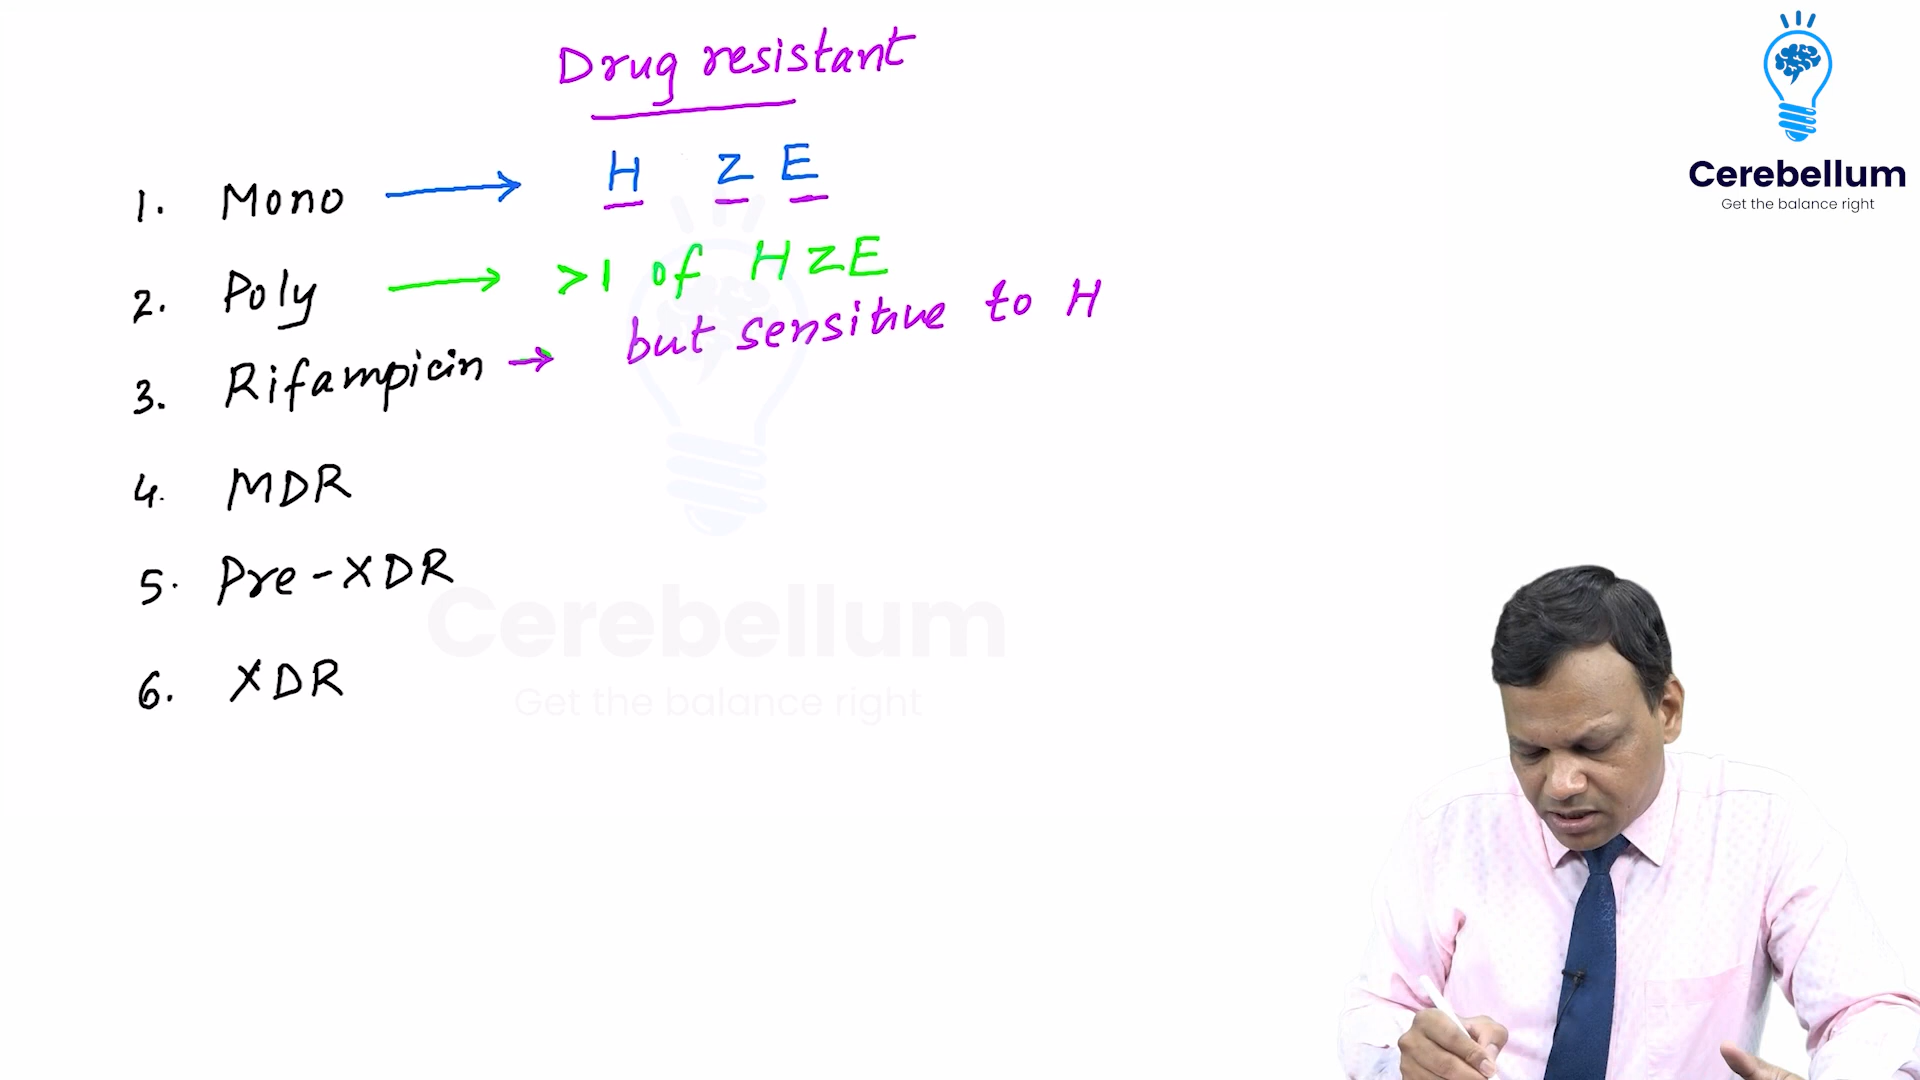 Drug resistant
1. Mono → H Z E
2. Poly → >1 of H Z E
3. Rifampicin → but sensitive to H
4. MDR
5. Pre-XDR
6. XDR
Cerebellum
Get the balance right
Cerebellum
Get the balance right